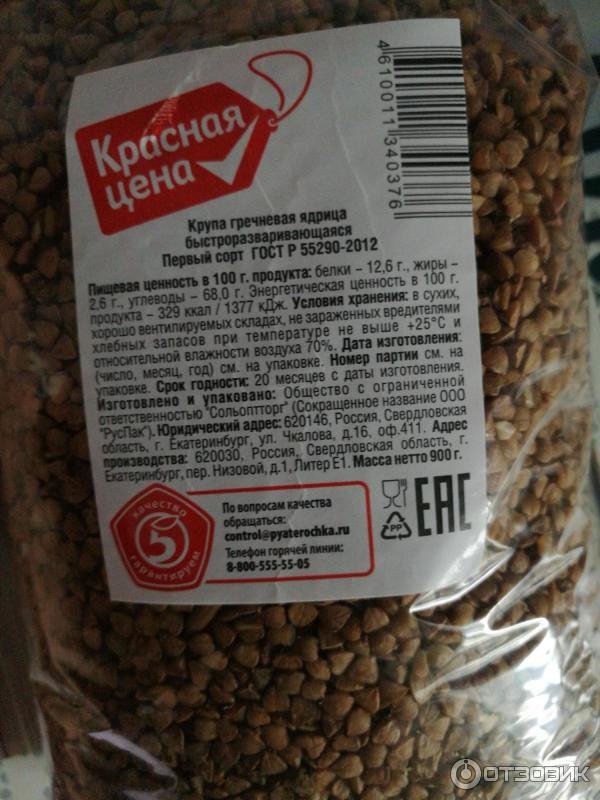 Красная
цена
4610011340376
Крупа гречневая ядрица
быстроразваривающаяся
Первый сорт ГОСТ Р 55290-2012
Пищевая ценность в 100 г. продукта: белки – 12,6 г., жиры –
2,6 г., углеводы – 68,0 г. Энергетическая ценность в 100 г.
продукта – 329 ккал / 1377 кДж. Условия хранения: в сухих,
хорошо вентилируемых складах, не зараженных вредителями
хлебных запасов при температуре не выше +25°С и
относительной влажности воздуха 70%. Дата изготовления:
(число, месяц, год) см. на упаковке. Номер партии см. на
упаковке. Срок годности: 20 месяцев с даты изготовления.
Изготовлено и упаковано: Общество с ограниченной
ответственностью "Сольоптторг" (Сокращенное название ООО
"РусПак"). Юридический адрес: 620146, Россия, Свердловская
область, г. Екатеринбург, ул. Чкалова, д.16, оф.411. Адрес
производства: 620030, Россия, Свердловская область, г.
Екатеринбург, пер. Низовой, д.1, Литер Е1. Масса нетто 900 г.
качество
5
гарантируем
По вопросам качества
обращаться:
control@pyaterochka.ru
Телефон горячей линии:
8-800-555-55-05
PP
ЕАС
ОТЗОВИК